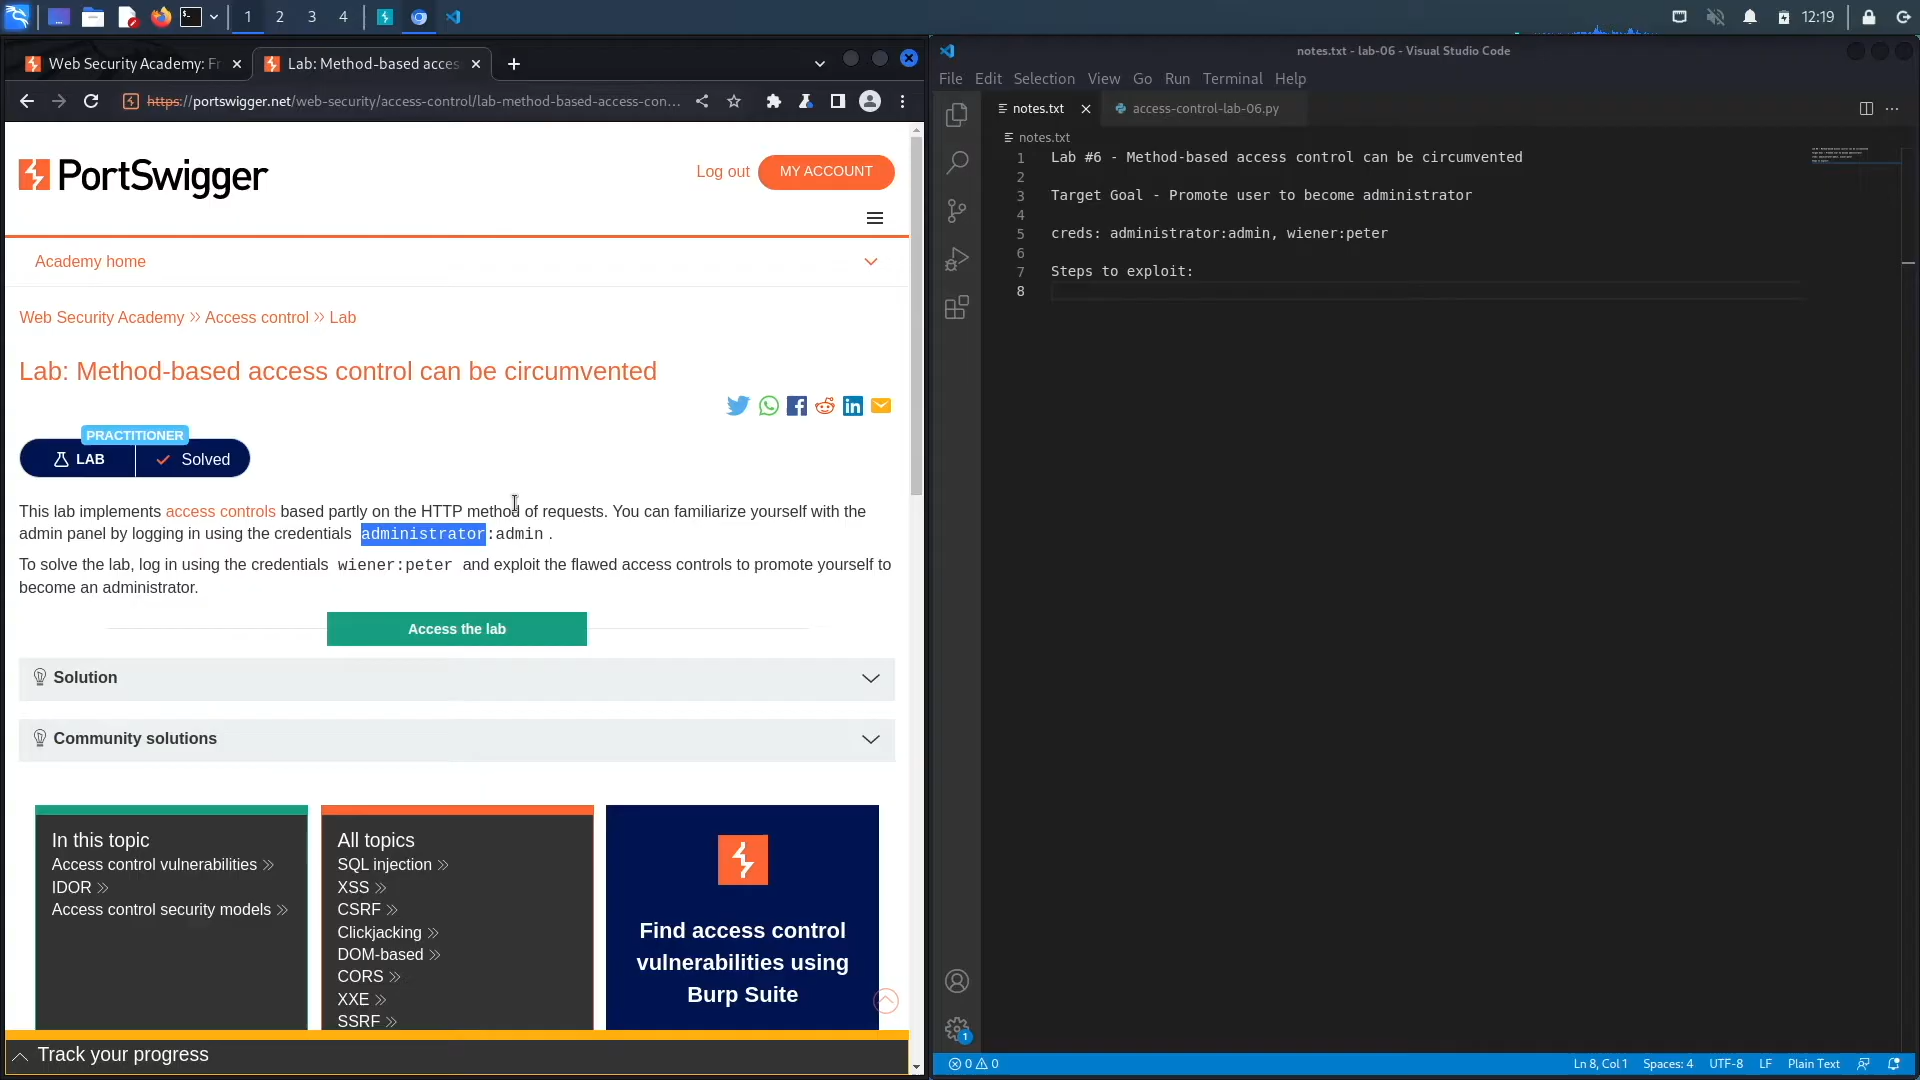 1
2
3
4
12:19
Web Security Academy: Fr
Lab: Method-based acces
https://portswigger.net/web-security/access-control/lab-method-based-access-con...
PortSwigger
Log out
MY ACCOUNT
Academy home
Web Security Academy
Access control
Lab
Lab: Method-based access control can be circumvented
PRACTITIONER
LAB
Solved
This lab implements access controls based partly on the HTTP method of requests. You can familiarize yourself with the
admin panel by logging in using the credentials administrator:admin .
To solve the lab, log in using the credentials wiener:peter and exploit the flawed access controls to promote yourself to
become an administrator.
Access the lab
Solution
Community solutions
In this topic
Access control vulnerabilities
IDOR
Access control security models
All topics
SQL injection
XSS
CSRF
Clickjacking
DOM-based
CORS
XXE
SSRF
Find access control
vulnerabilities using
Burp Suite
Track your progress
notes.txt - lab-06 - Visual Studio Code
File Edit Selection View Go Run Terminal Help
notes.txt
access-control-lab-06.py
notes.txt
1 Lab #6 - Method-based access control can be circumvented
2
3 Target Goal - Promote user to become administrator
4
5 creds: administrator:admin, wiener:peter
6
7 Steps to exploit:
8
1
0 0
Ln 8, Col 1 Spaces: 4 UTF-8 LF Plain Text